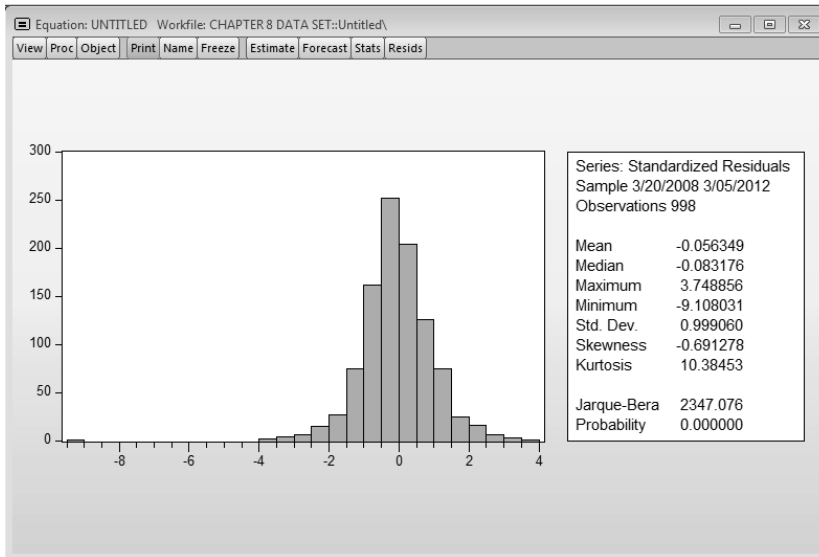 Equation: UNTITLED Workfile: CHAPTER 8 DATA SET::Untitled\
View Proc Object Print Name Freeze Estimate Forecast Stats Resids
300
250
200
150
100
50
0
-8 -6 -4 -2 0 2 4
Series: Standardized Residuals
Sample 3/20/2008 3/05/2012
Observations 998
Mean -0.056349
Median -0.083176
Maximum 3.748856
Minimum -9.108031
Std. Dev. 0.999060
Skewness -0.691278
Kurtosis 10.38453
Jarque-Bera 2347.076
Probability 0.000000